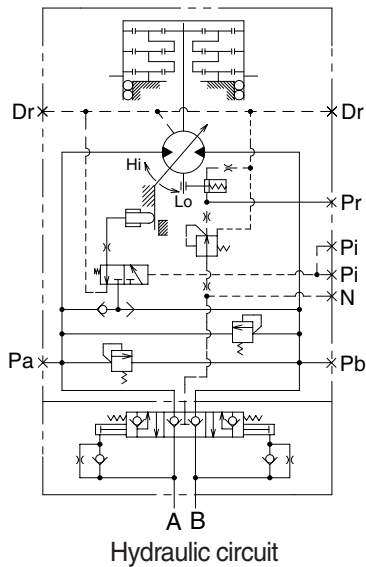 Dr Dr
Hi
Lo
Pr
Pi
Pi
N
Pa Pb
A B
Hydraulic circuit